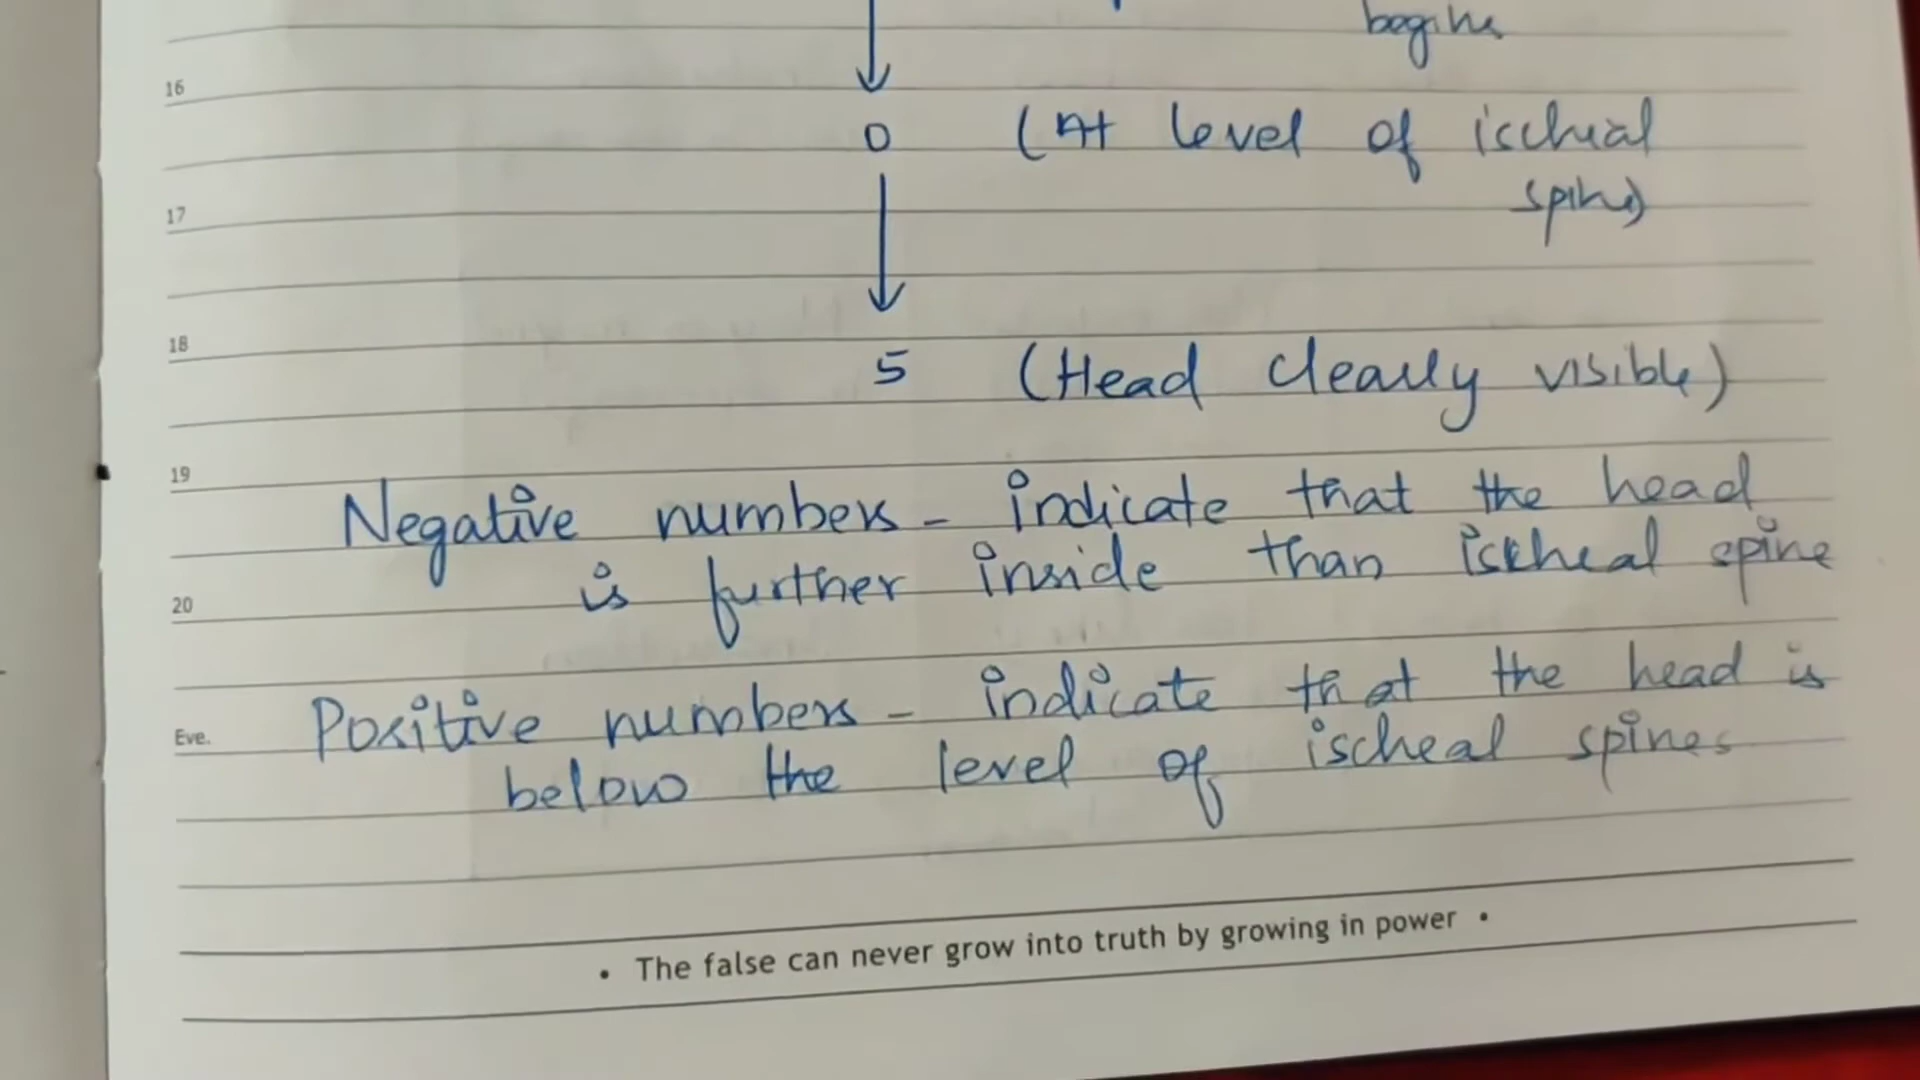 begins
16
0 (At level of ischial
spine)
17
18
5 (Head clearly visible)
19
Negative numbers - indicate that the head
is further inside than ischeal spine
20
Positive numbers - indicate that the head is
Eve.
below the level of ischeal spines
• The false can never grow into truth by growing in power •